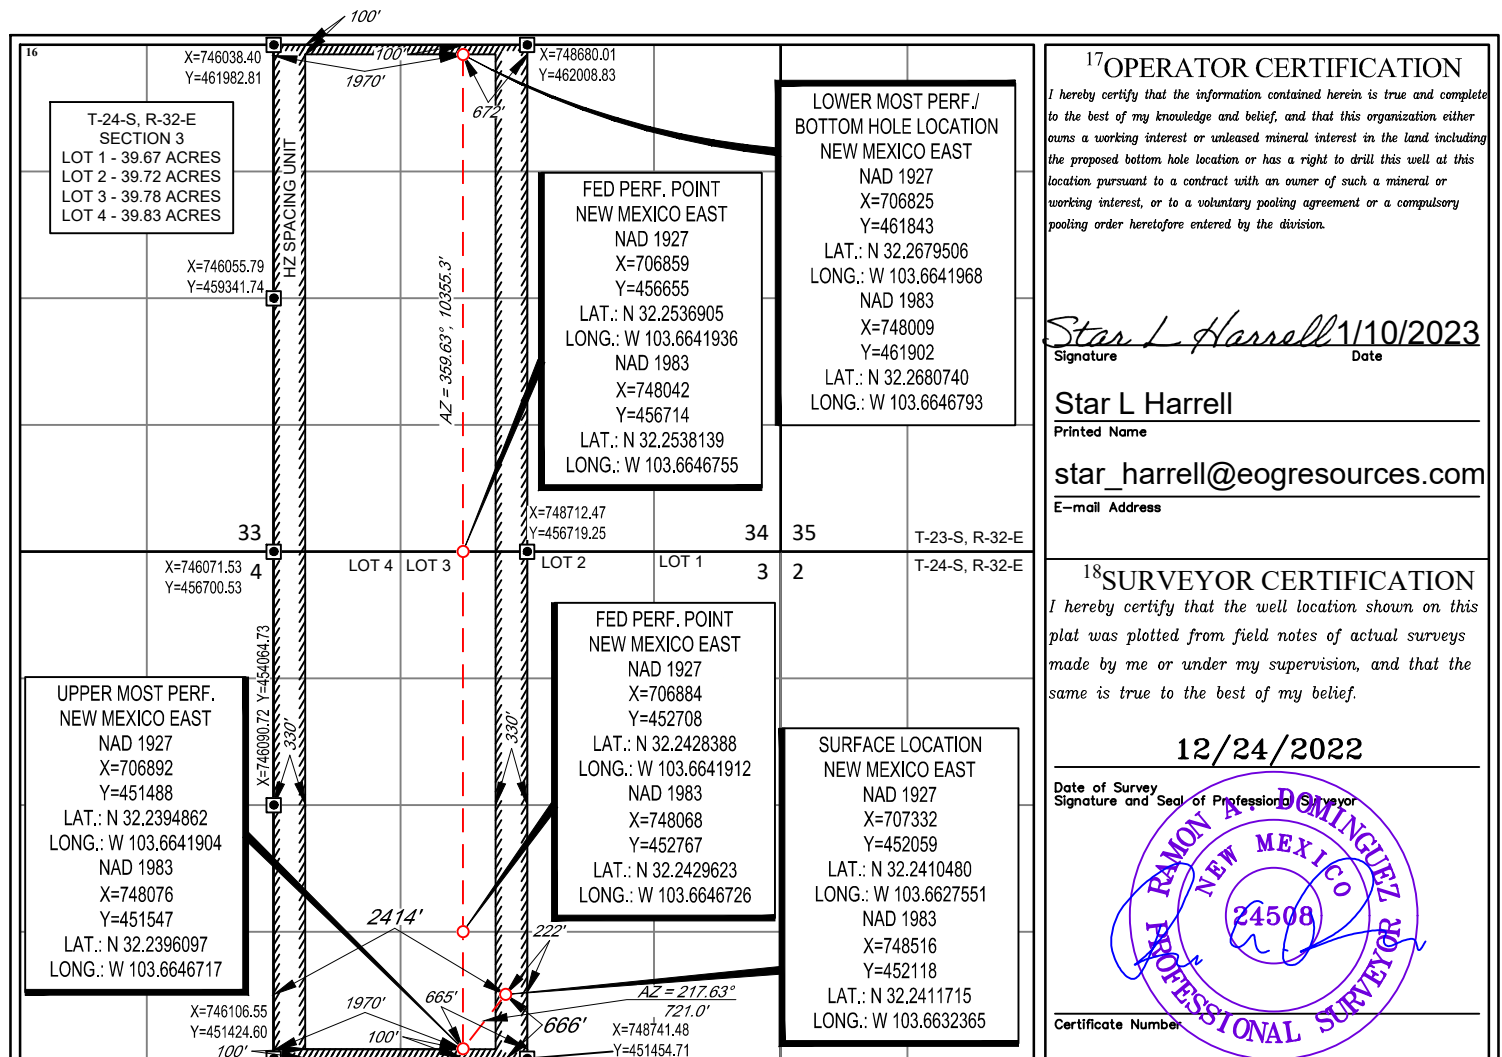 16
100'
X=746038.40
Y=461982.81
100'
1970'
672'
X=748680.01
Y=462008.83
T-24-S, R-32-E
SECTION 3
LOT 1 - 39.67 ACRES
LOT 2 - 39.72 ACRES
LOT 3 - 39.78 ACRES
LOT 4 - 39.83 ACRES
HZ SPACING UNIT
X=746055.79
Y=459341.74
AZ = 359.63°, 10355.3'
FED PERF. POINT
NEW MEXICO EAST
NAD 1927
X=706859
Y=456655
LAT.: N 32.2536905
LONG.: W 103.6641936
NAD 1983
X=748042
Y=456714
LAT.: N 32.2538139
LONG.: W 103.6646755
LOWER MOST PERF./
BOTTOM HOLE LOCATION
NEW MEXICO EAST
NAD 1927
X=706825
Y=461843
LAT.: N 32.2679506
LONG.: W 103.6641968
NAD 1983
X=748009
Y=461902
LAT.: N 32.2680740
LONG.: W 103.6646793
X=748712.47
Y=456719.25
33
34
35
T-23-S, R-32-E
X=746071.53
Y=456700.53
4
LOT 4
LOT 3
LOT 2
LOT 1
3
2
T-24-S, R-32-E
X=746090.72 Y=454064.73
330'
330'
UPPER MOST PERF.
NEW MEXICO EAST
NAD 1927
X=706892
Y=451488
LAT.: N 32.2394862
LONG.: W 103.6641904
NAD 1983
X=748076
Y=451547
LAT.: N 32.2396097
LONG.: W 103.6646717
FED PERF. POINT
NEW MEXICO EAST
NAD 1927
X=706884
Y=452708
LAT.: N 32.2428388
LONG.: W 103.6641912
NAD 1983
X=748068
Y=452767
LAT.: N 32.2429623
LONG.: W 103.6646726
SURFACE LOCATION
NEW MEXICO EAST
NAD 1927
X=707332
Y=452059
LAT.: N 32.2410480
LONG.: W 103.6627551
NAD 1983
X=748516
Y=452118
LAT.: N 32.2411715
LONG.: W 103.6632365
2414'
222'
X=746106.55
Y=451424.60
100'
1970'
100'
665'
666'
AZ = 217.63°
721.0'
X=748741.48
Y=451454.71
17OPERATOR CERTIFICATION
I hereby certify that the information contained herein is true and complete
to the best of my knowledge and belief, and that this organization either
owns a working interest or unleased mineral interest in the land including
the proposed bottom hole location or has a right to drill this well at this
location pursuant to a contract with an owner of such a mineral or
working interest, or to a voluntary pooling agreement or a compulsory
pooling order heretofore entered by the division.
Star L Harrell 1/10/2023
Signature Date
Star L Harrell
Printed Name
star_harrell@eogresources.com
E-mail Address
18SURVEYOR CERTIFICATION
I hereby certify that the well location shown on this
plat was plotted from field notes of actual surveys
made by me or under my supervision, and that the
same is true to the best of my belief.
12/24/2022
Date of Survey
Signature and Seal of Professional Surveyor
RAMON A. DOMINGUEZ
NEW MEXICO
24508
PROFESSIONAL SURVEYOR
Certificate Number